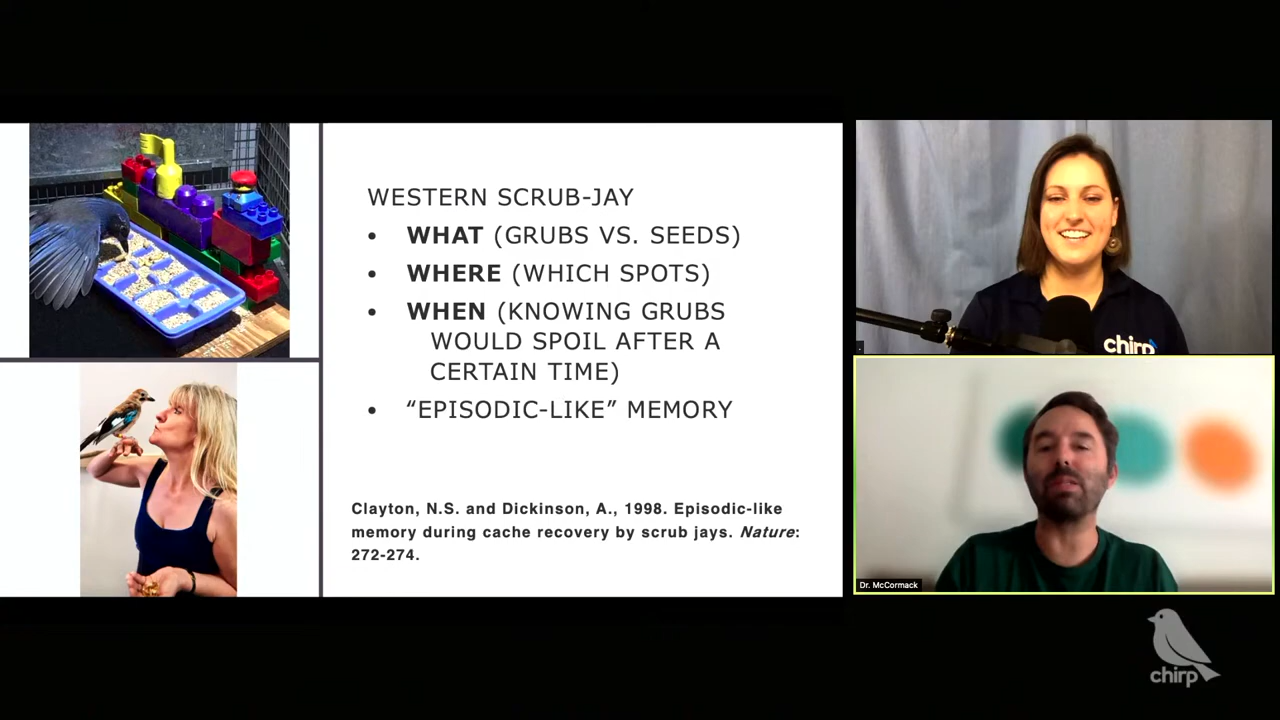 WESTERN SCRUB-JAY
• WHAT (GRUBS VS. SEEDS)
• WHERE (WHICH SPOTS)
• WHEN (KNOWING GRUBS
WOULD SPOIL AFTER A
CERTAIN TIME)
• “EPISODIC-LIKE” MEMORY
Clayton, N.S. and Dickinson, A., 1998. Episodic-like
memory during cache recovery by scrub jays. Nature:
272-274.
chirp
Dr. McCormack
chirp